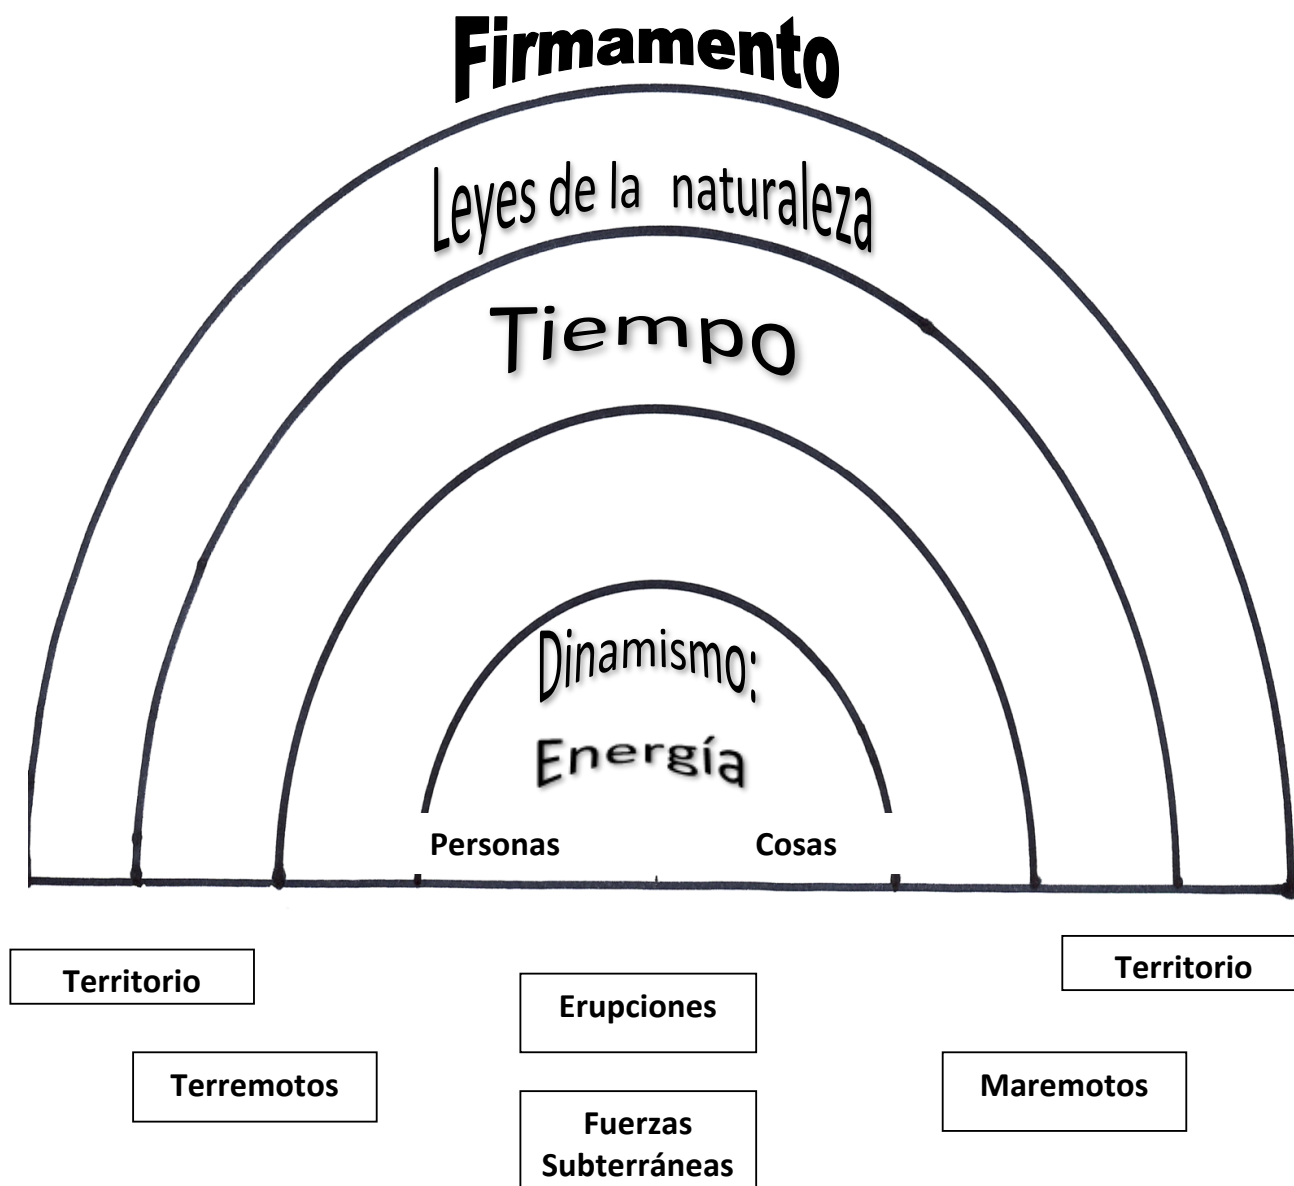 Firmamento
Leyes de la naturaleza
Tiempo
Dinamismo:
Energía
Personas Cosas
Territorio Territorio
Erupciones
Terremotos Maremotos
Fuerzas
Subterráneas